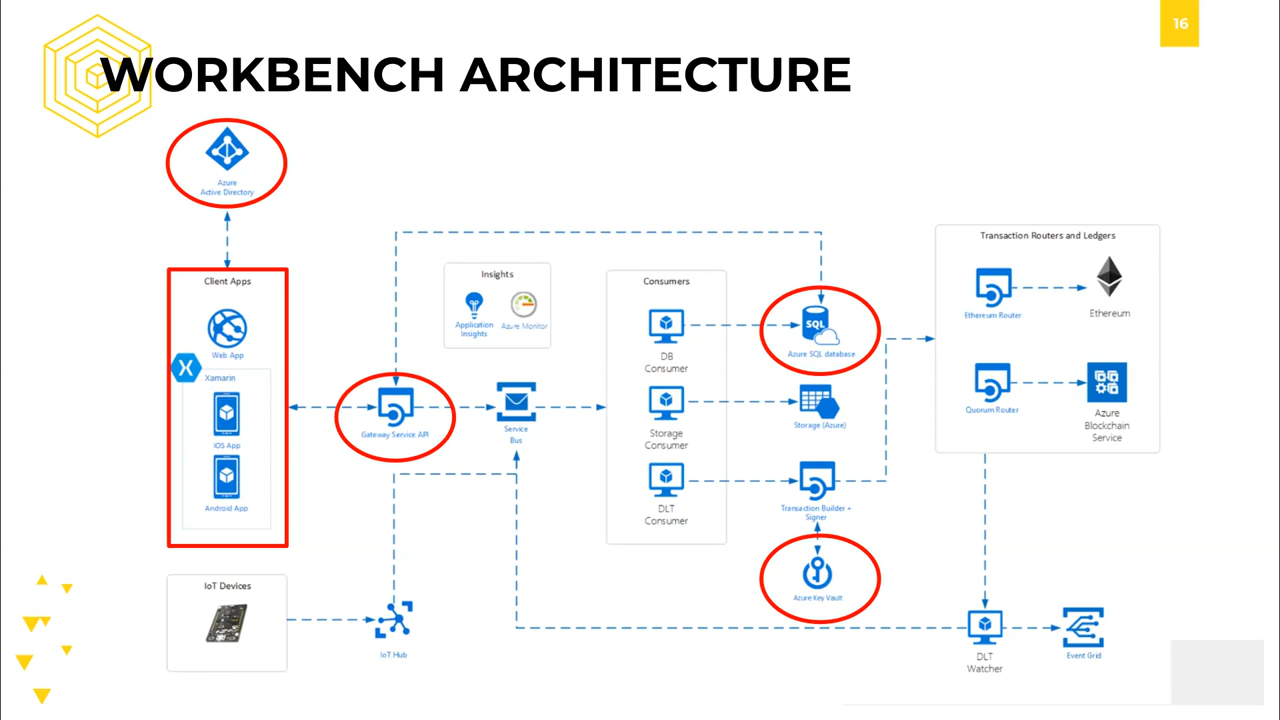 16
WORKBENCH ARCHITECTURE
Azure
Active Directory
Client Apps
Web App
X
Xamarin
IOS App
Android App
IoT Devices
IoT Hub
Gateway Service API
Insights
Application
Insights
Azure Monitor
Service
Bus
Consumers
DB
Consumer
Storage
Consumer
DLT
Consumer
SQL
Azure SQL database
Storage (Azure)
Transaction Builder +
Signer
Azure Key Vault
Transaction Routers and Ledgers
Ethereum Router
Ethereum
Quorum Router
Azure
Blockchain
Service
DLT
Watcher
Event Grid